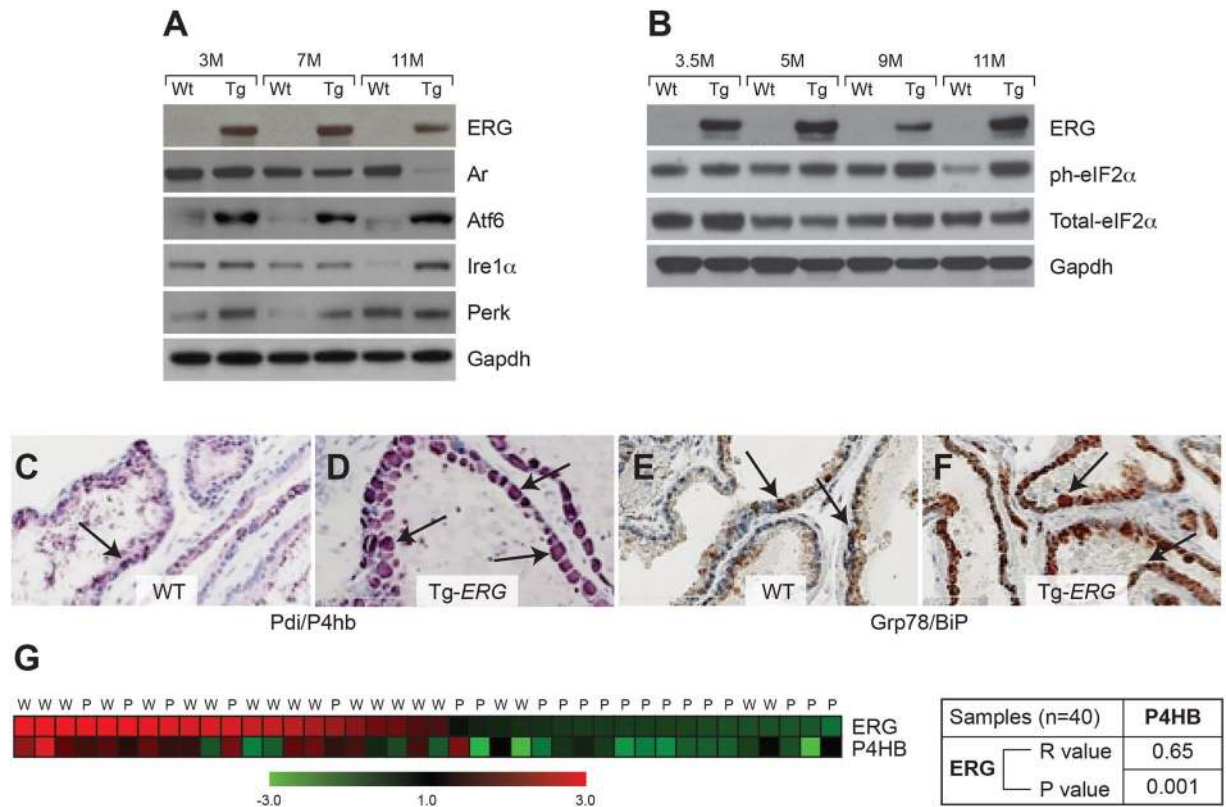 A
3M 7M 11M
Wt Tg Wt Tg Wt Tg
ERG
Ar
Atf6
Ire1α
Perk
Gapdh
B
3.5M 5M 9M 11M
Wt Tg Wt Tg Wt Tg Wt Tg
ERG
ph-eIF2α
Total-eIF2α
Gapdh
C
WT
D
Tg-ERG
E
WT
F
Tg-ERG
Pdi/P4hb
Grp78/BiP
G
ERG
P4HB
-3.0 1.0 3.0
Samples (n=40) P4HB
ERG R value 0.65
P value 0.001